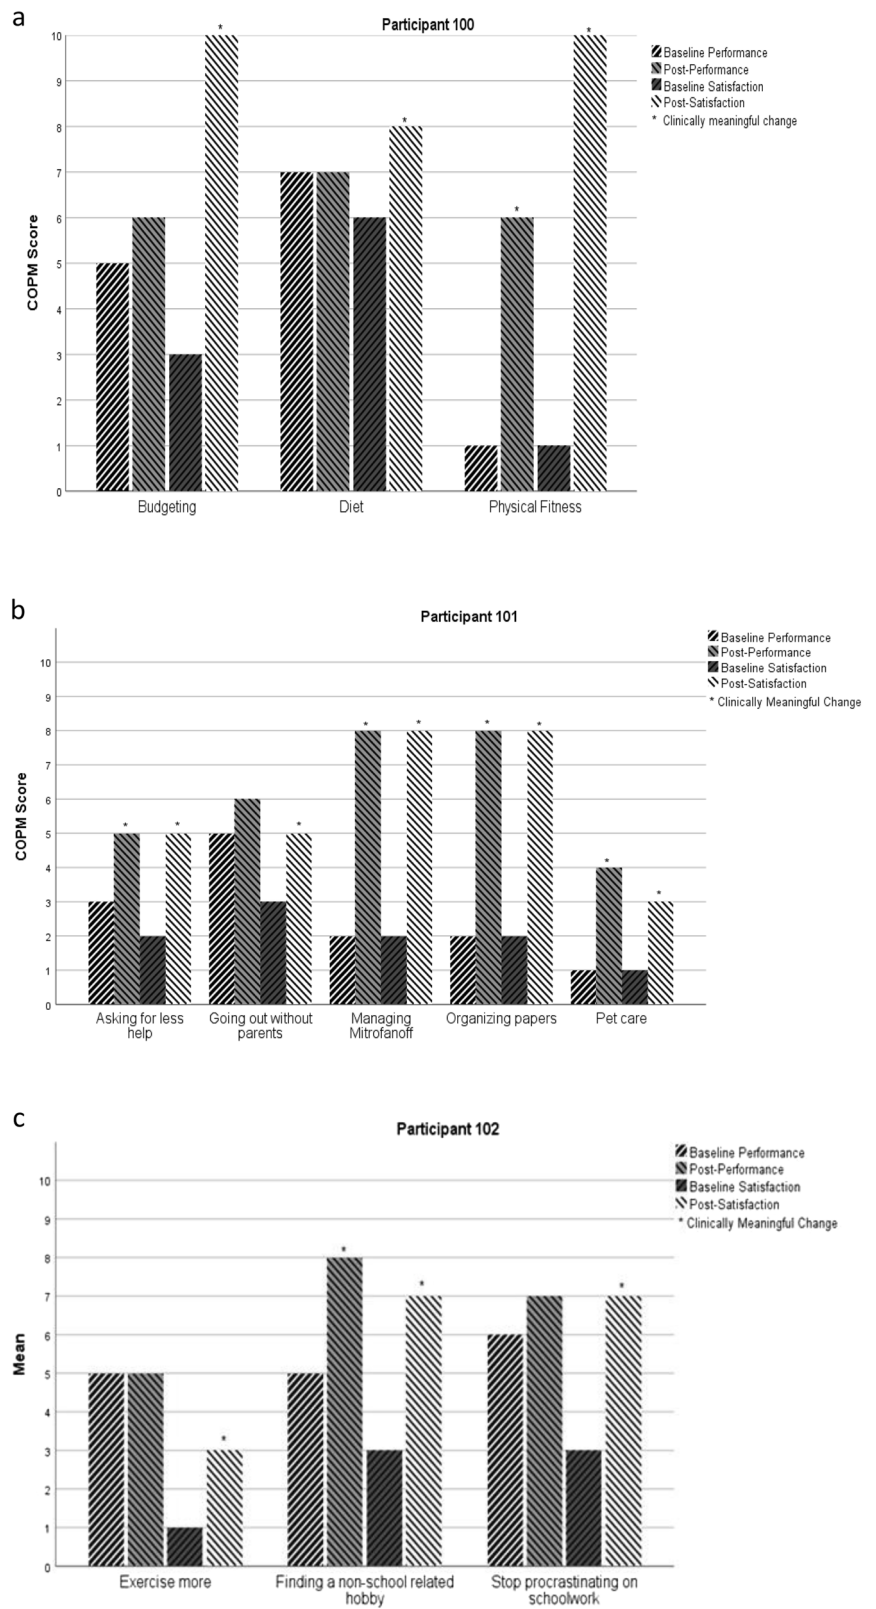 a
Participant 100
Baseline Performance
Post-Performance
Baseline Satisfaction
Post-Satisfaction
* Clinically meaningful change
COPM Score
10
9
8
7
6
5
4
3
2
1
0
*
*
*
*
Budgeting
Diet
Physical Fitness
b
Participant 101
Baseline Performance
Post-Performance
Baseline Satisfaction
Post-Satisfaction
* Clinically Meaningful Change
COPM Score
10
9
8
7
6
5
4
3
2
1
0
*
*
*
*
*
*
*
*
*
Asking for less
help
Going out without
parents
Managing
Mitrofanoff
Organizing papers
Pet care
c
Participant 102
Baseline Performance
Post-Performance
Baseline Satisfaction
Post-Satisfaction
* Clinically Meaningful Change
Mean
10
9
8
7
6
5
4
3
2
1
0
*
*
*
*
Exercise more
Finding a non-school related
hobby
Stop procrastinating on
schoolwork